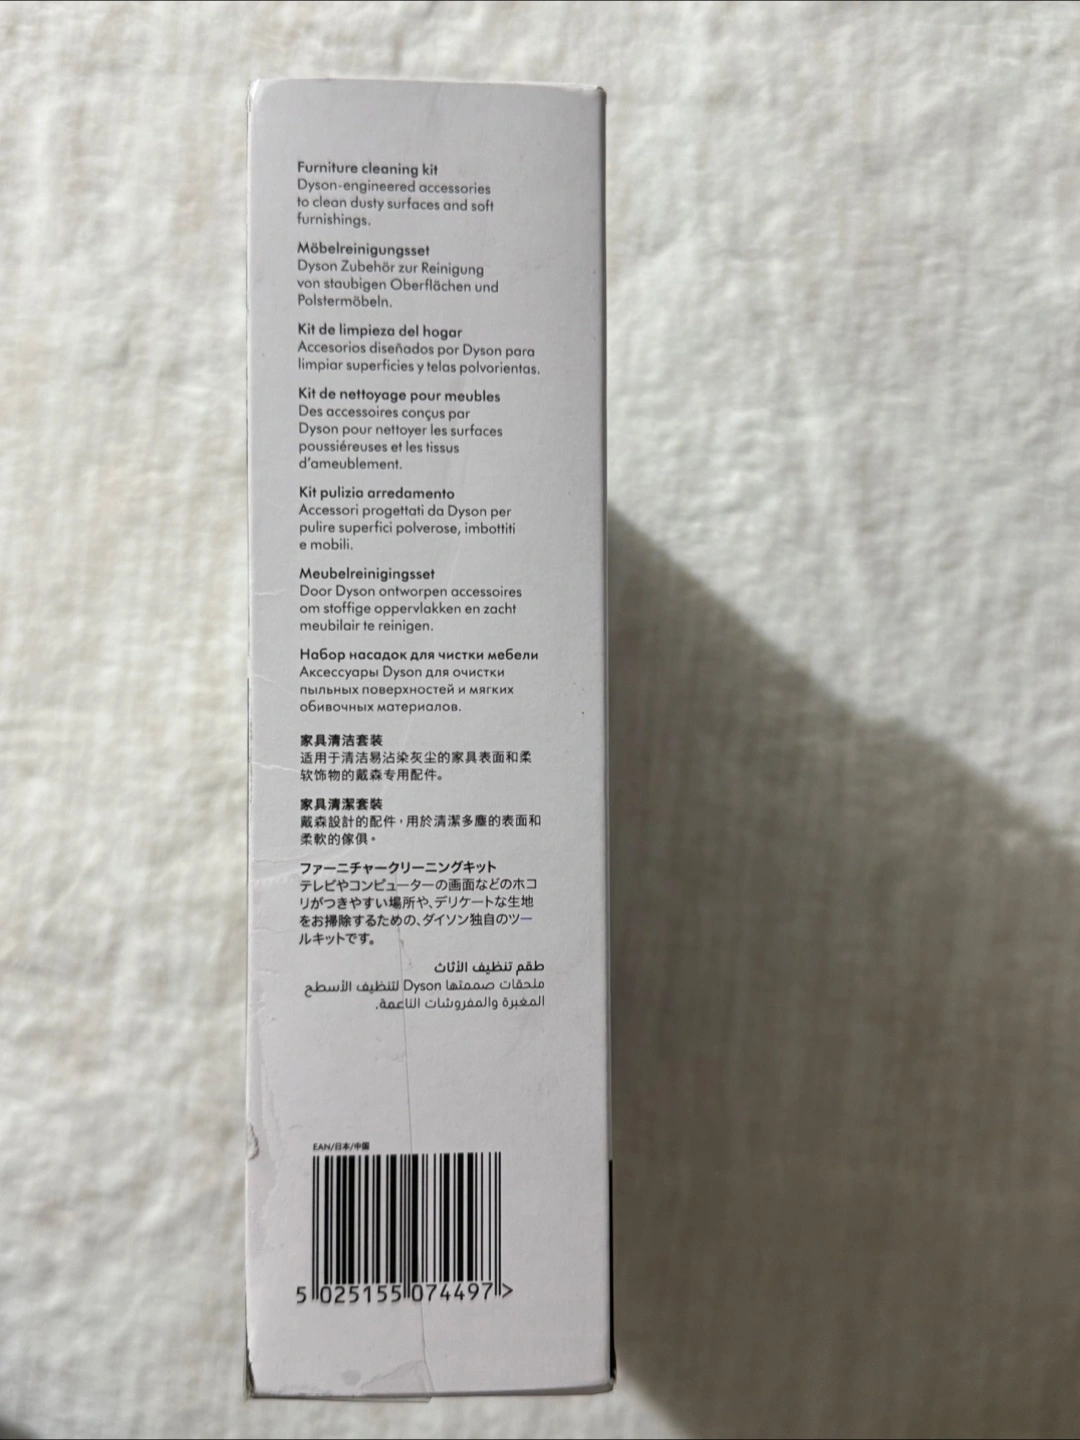 Furniture cleaning kit
Dyson-engineered accessories
to clean dusty surfaces and soft
furnishings.
Möbelreinigungsset
Dyson Zubehör zur Reinigung
von staubigen Oberflächen und
Polstermöbeln.
Kit de limpieza del hogar
Accesorios diseñados por Dyson para
limpiar superficies y telas polvorientas.
Kit de nettoyage pour meubles
Des accessoires conçus par
Dyson pour nettoyer les surfaces
poussiéreuses et les tissus
d'ameublement.
Kit pulizia arredamento
Accessori progettati da Dyson per
pulire superfici polverose, imbottiti
e mobili.
Meubelreinigingsset
Door Dyson ontworpen accessoires
om stoffige oppervlakken en zacht
meubilair te reinigen.
Набор насадок для чистки мебели
Аксессуары Dyson для очистки
пыльных поверхностей и мягких
обивочных материалов.
家具清洁套装
适用于清洁易沾染灰尘的家具表面和柔
软饰物的戴森专用配件。
家具清潔套裝
戴森設計的配件，用於清潔多塵的表面和
柔軟的傢俱。
ファーニチャークリーニングキット
テレビやコンピューターの画面などのホコ
リがつきやすい場所や、デリケートな生地
をお掃除するための、ダイソン独自のツー
ルキットです。
طقم تنظيف الأثاث
ملحقات صممتها Dyson لتنظيف الأسطح
المغبرة والمفروشات الناعمة.
EAN/日本/中国
5 025155 074497 >